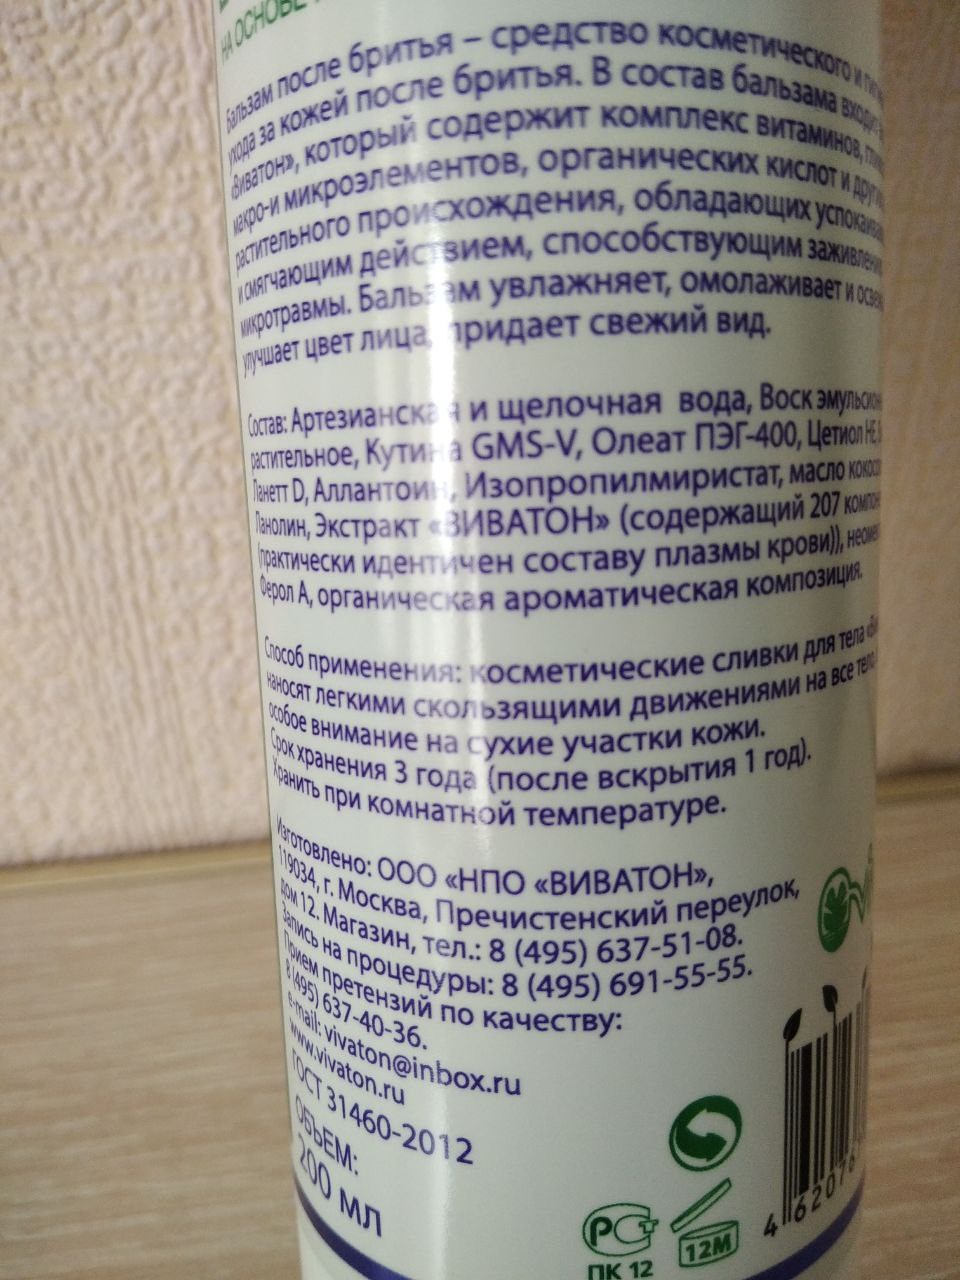 НА ОСНОВЕ
Бальзам после бритья – средство косметического и
ухода за кожей после бритья. В состав бальзама входит
«Виватон», который содержит комплекс витаминов,
макро-и микроэлементов, органических кислот и других
растительного происхождения, обладающих
и смягчающим действием, способствующим
микротравмы. Бальзам увлажняет, омолаживает и
улучшает цвет лица, придает свежий вид.
Состав: Артезианская и щелочная вода, Воск
растительное, Кутина GMS-V, Олеат ПЭГ-400, Цетиол НЕ,
Ланетт D, Аллантоин, Изопропилмиристат, масло
Ланолин, Экстракт «ВИВАТОН» (содержащий 207
(практически идентичен составу плазмы крови)),
Ферол А, органическая ароматическая композиция.
Способ применения: косметические сливки для тела
наносят легкими скользящими движениями на все тело
особое внимание на сухие участки кожи.
Срок хранения 3 года (после вскрытия 1 год).
Хранить при комнатной температуре.
Изготовлено: ООО «НПО «ВИВАТОН»,
119034, г. Москва, Пречистенский переулок,
дом 12. Магазин, тел.: 8 (495) 637-51-08.
Запись на процедуры: 8 (495) 691-55-55.
Прием претензий по качеству:
8 (495) 637-40-36.
e-mail: vivaton@inbox.ru
www.vivaton.ru
ГОСТ 31460-2012
ОБЪЕМ:
200 мл
РСТ
ПК 12
12М
4 62076